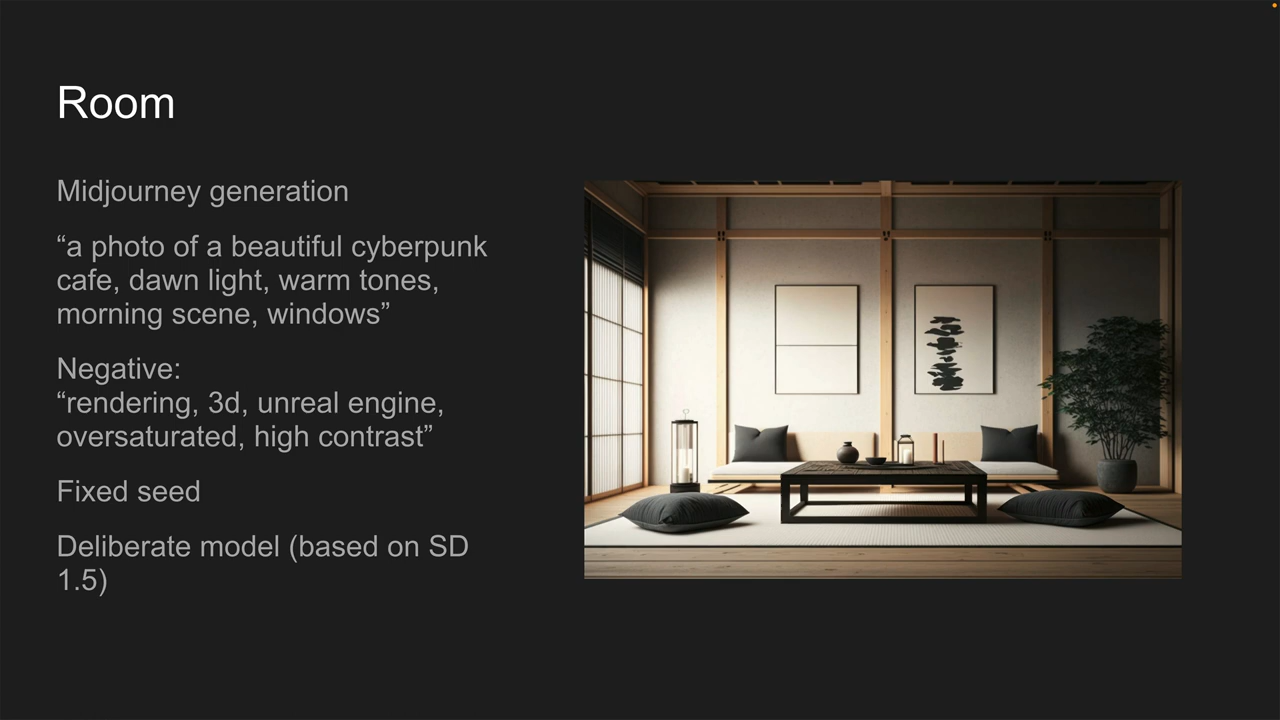 Room
Midjourney generation
“a photo of a beautiful cyberpunk
cafe, dawn light, warm tones,
morning scene, windows”
Negative:
“rendering, 3d, unreal engine,
oversaturated, high contrast”
Fixed seed
Deliberate model (based on SD
1.5)